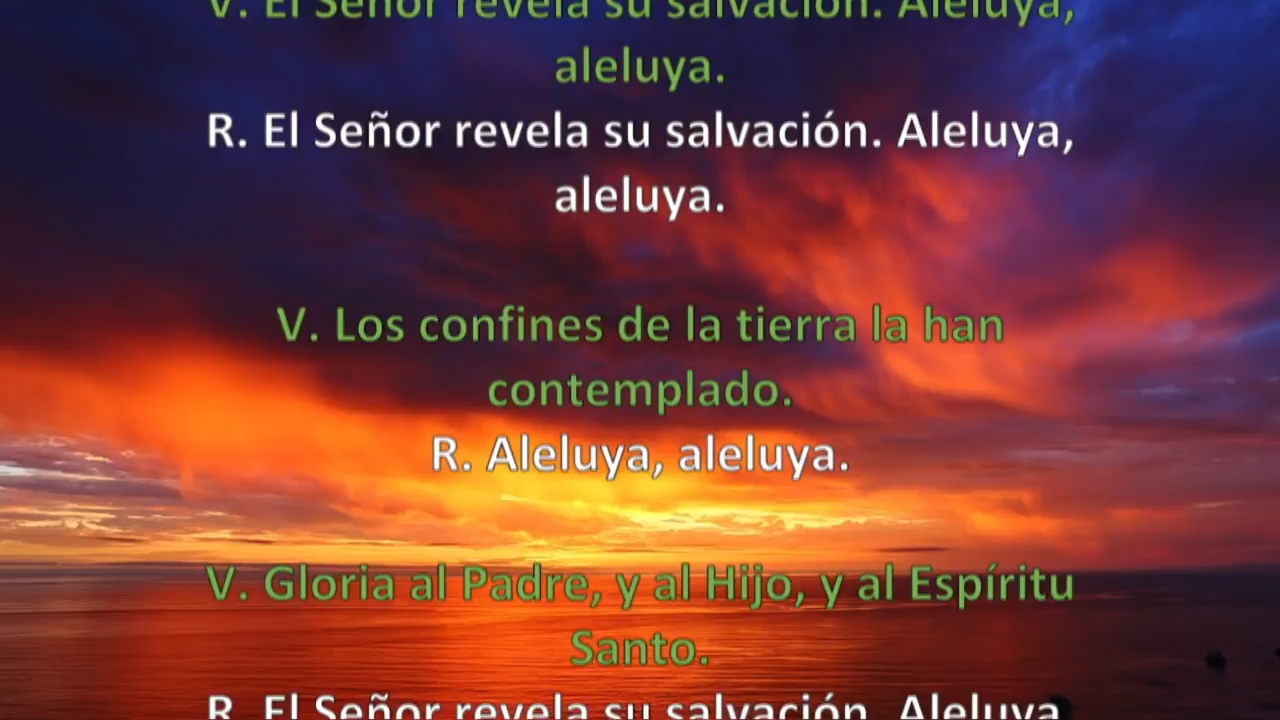 V. El Señor revela su salvación. Aleluya,
aleluya.
R. El Señor revela su salvación. Aleluya,
aleluya.
V. Los confines de la tierra la han
contemplado.
R. Aleluya, aleluya.
V. Gloria al Padre, y al Hijo, y al Espíritu
Santo.
R. El Señor revela su salvación. Aleluya